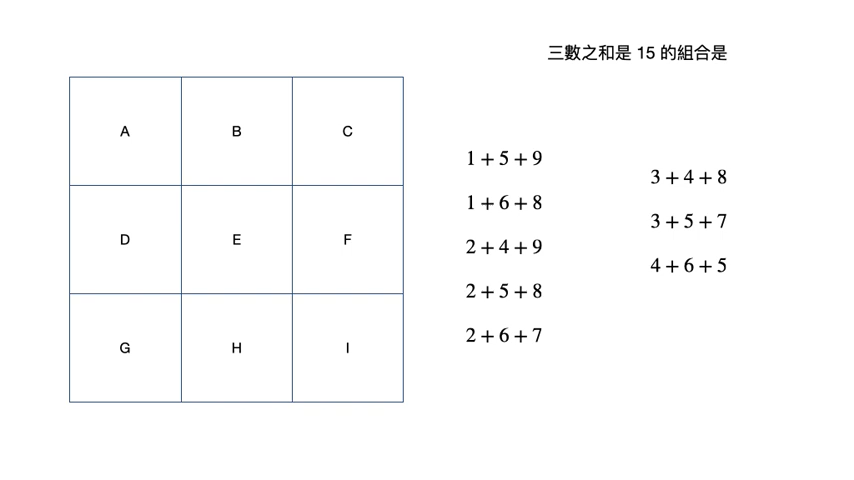 三數之和是 15 的組合是
A B C
D E F
G H I
1 + 5 + 9
1 + 6 + 8
2 + 4 + 9
2 + 5 + 8
2 + 6 + 7
3 + 4 + 8
3 + 5 + 7
4 + 6 + 5